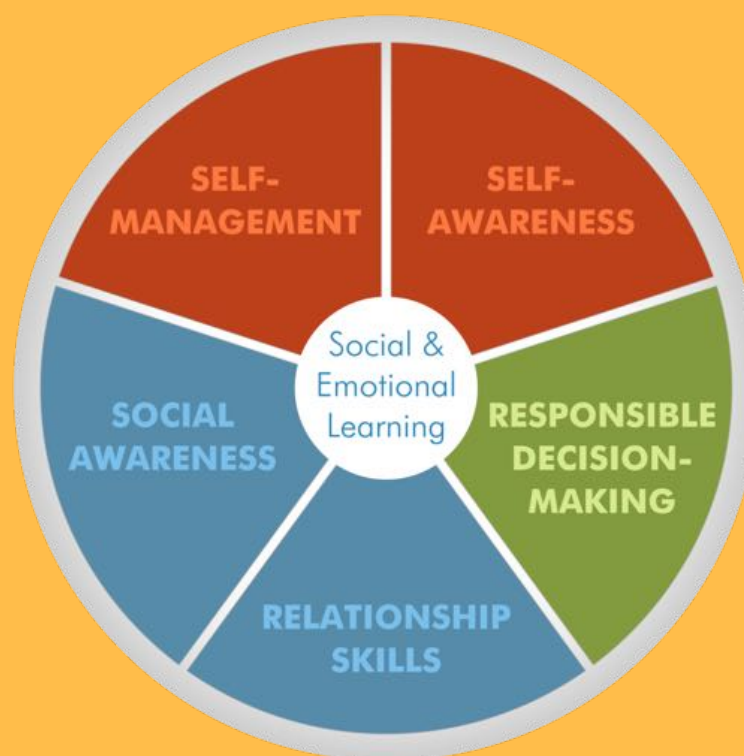 SELF-
MANAGEMENT
SELF-
AWARENESS
Social &
Emotional
Learning
SOCIAL
AWARENESS
RESPONSIBLE
DECISION-
MAKING
RELATIONSHIP
SKILLS